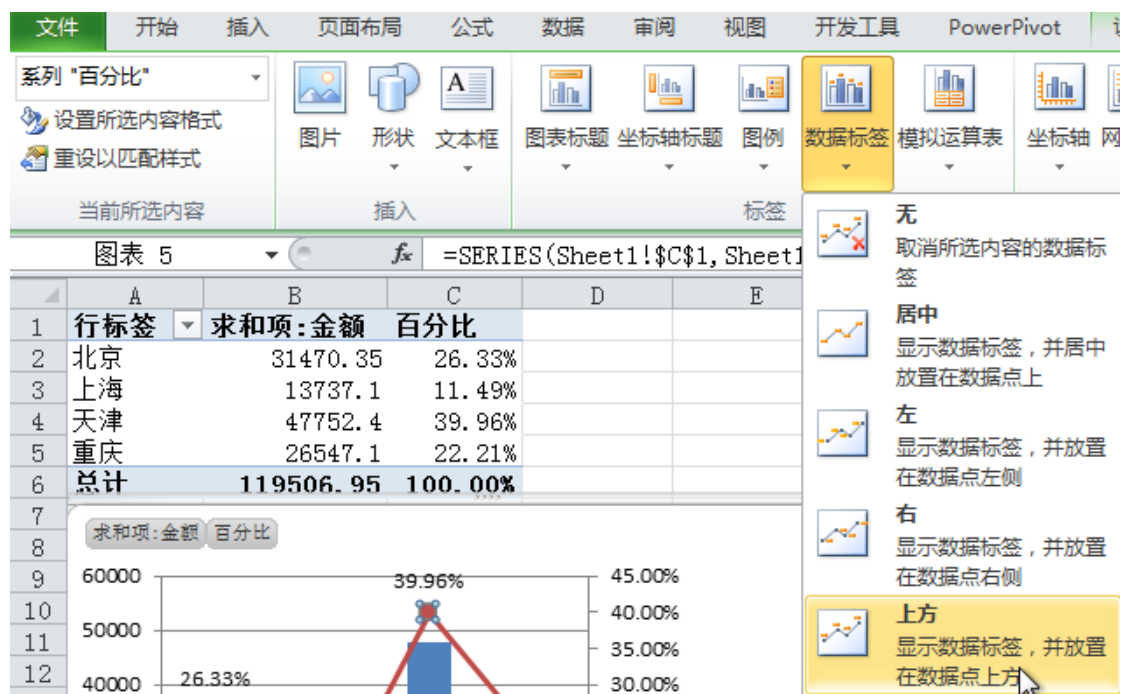 文件 开始 插入 页面布局 公式 数据 审阅 视图 开发工具 PowerPivot
系列 "百分比"
设置所选内容格式
重设以匹配样式
当前所选内容
图片 形状 文本框
插入
图表标题 坐标轴标题 图例 数据标签 模拟运算表
标签
坐标轴
无
取消所选内容的数据标
签
居中
显示数据标签，并居中
放置在数据点上
左
显示数据标签，并放置
在数据点左侧
右
显示数据标签，并放置
在数据点右侧
上方
显示数据标签，并放置
在数据点上方
图表 5 fx =SERIES(Sheet1!$C$1,Sheet1
A B C D E
1 行标签 求和项:金额 百分比
2 北京 31470.35 26.33%
3 上海 13737.1 11.49%
4 天津 47752.4 39.96%
5 重庆 26547.1 22.21%
6 总计 119506.95 100.00%
7
8
9
10
11
12
求和项:金额 百分比
60000 39.96% 45.00%
40.00%
50000
35.00%
40000 26.33% 30.00%